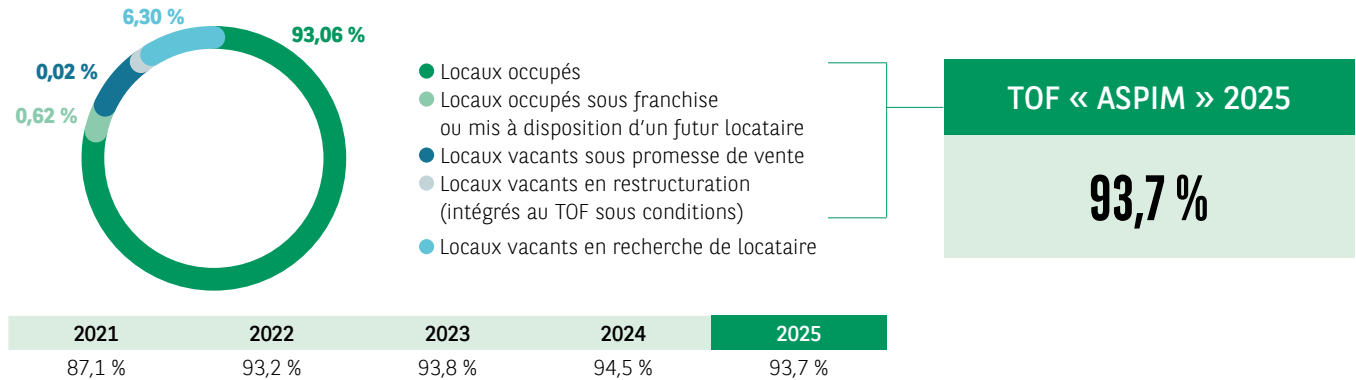 6,30 %
93,06 %
0,02 %
0,62 %
Locaux occupés
Locaux occupés sous franchise
ou mis à disposition d'un futur locataire
Locaux vacants sous promesse de vente
Locaux vacants en restructuration
(intégrés au TOF sous conditions)
Locaux vacants en recherche de locataire
TOF « ASPIM » 2025
93,7 %
2021 2022 2023 2024 2025
87,1 % 93,2 % 93,8 % 94,5 % 93,7 %